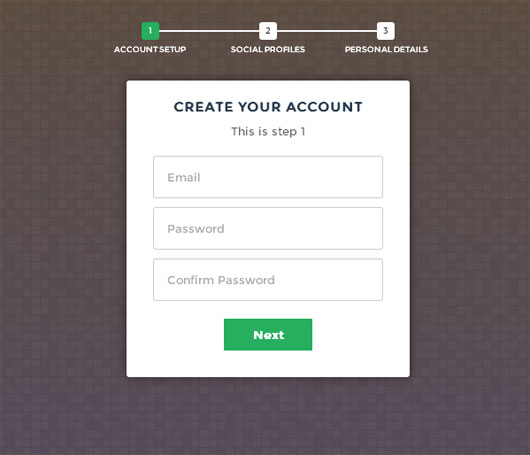 1 2 3
ACCOUNT SETUP SOCIAL PROFILES PERSONAL DETAILS
CREATE YOUR ACCOUNT
This is step 1
Email
Password
Confirm Password
Next